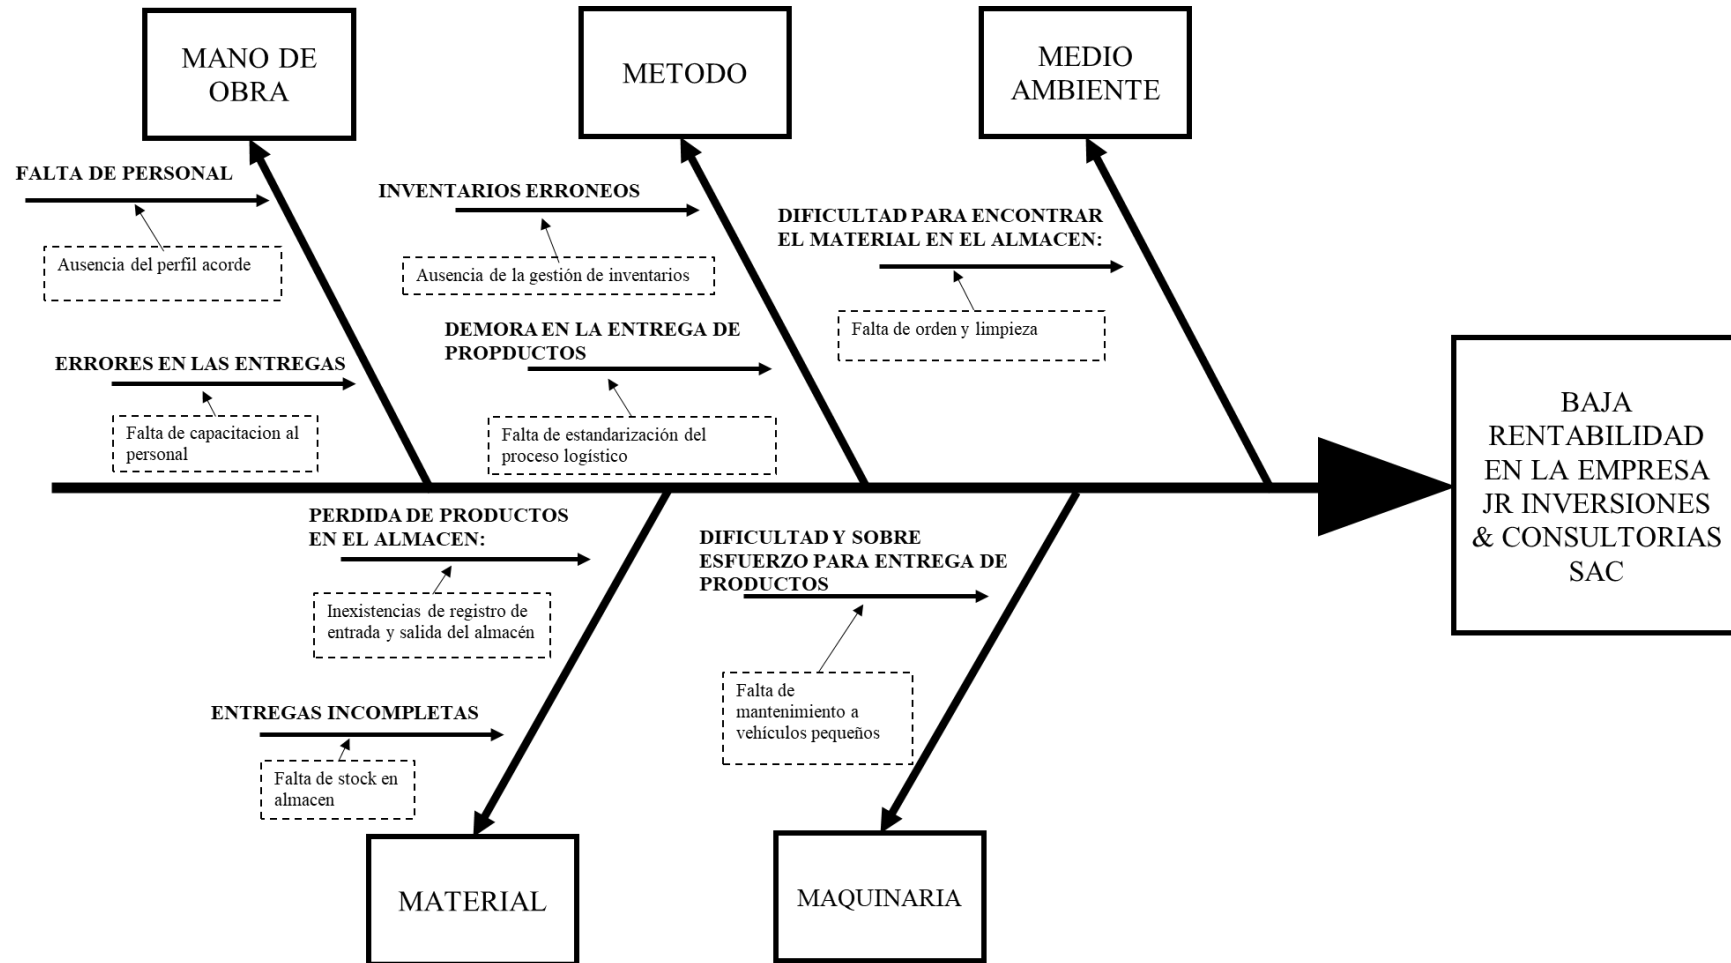 MANO DE
OBRA
METODO
MEDIO
AMBIENTE
FALTA DE PERSONAL
Ausencia del perfil acorde
ERRORES EN LAS ENTREGAS
Falta de capacitacion al
personal
INVENTARIOS ERRONEOS
Ausencia de la gestión de inventarios
DEMORA EN LA ENTREGA DE
PROPDUCTOS
Falta de estandarización del
proceso logístico
DIFICULTAD PARA ENCONTRAR
EL MATERIAL EN EL ALMACEN:
Falta de orden y limpieza
BAJA
RENTABILIDAD
EN LA EMPRESA
JR INVERSIONES
& CONSULTORIAS
SAC
PERDIDA DE PRODUCTOS
EN EL ALMACEN:
Inexistencias de registro de
entrada y salida del almacén
ENTREGAS INCOMPLETAS
Falta de stock en
almacen
DIFICULTAD Y SOBRE
ESFUERZO PARA ENTREGA DE
PRODUCTOS
Falta de
mantenimiento a
vehículos pequeños
MATERIAL
MAQUINARIA